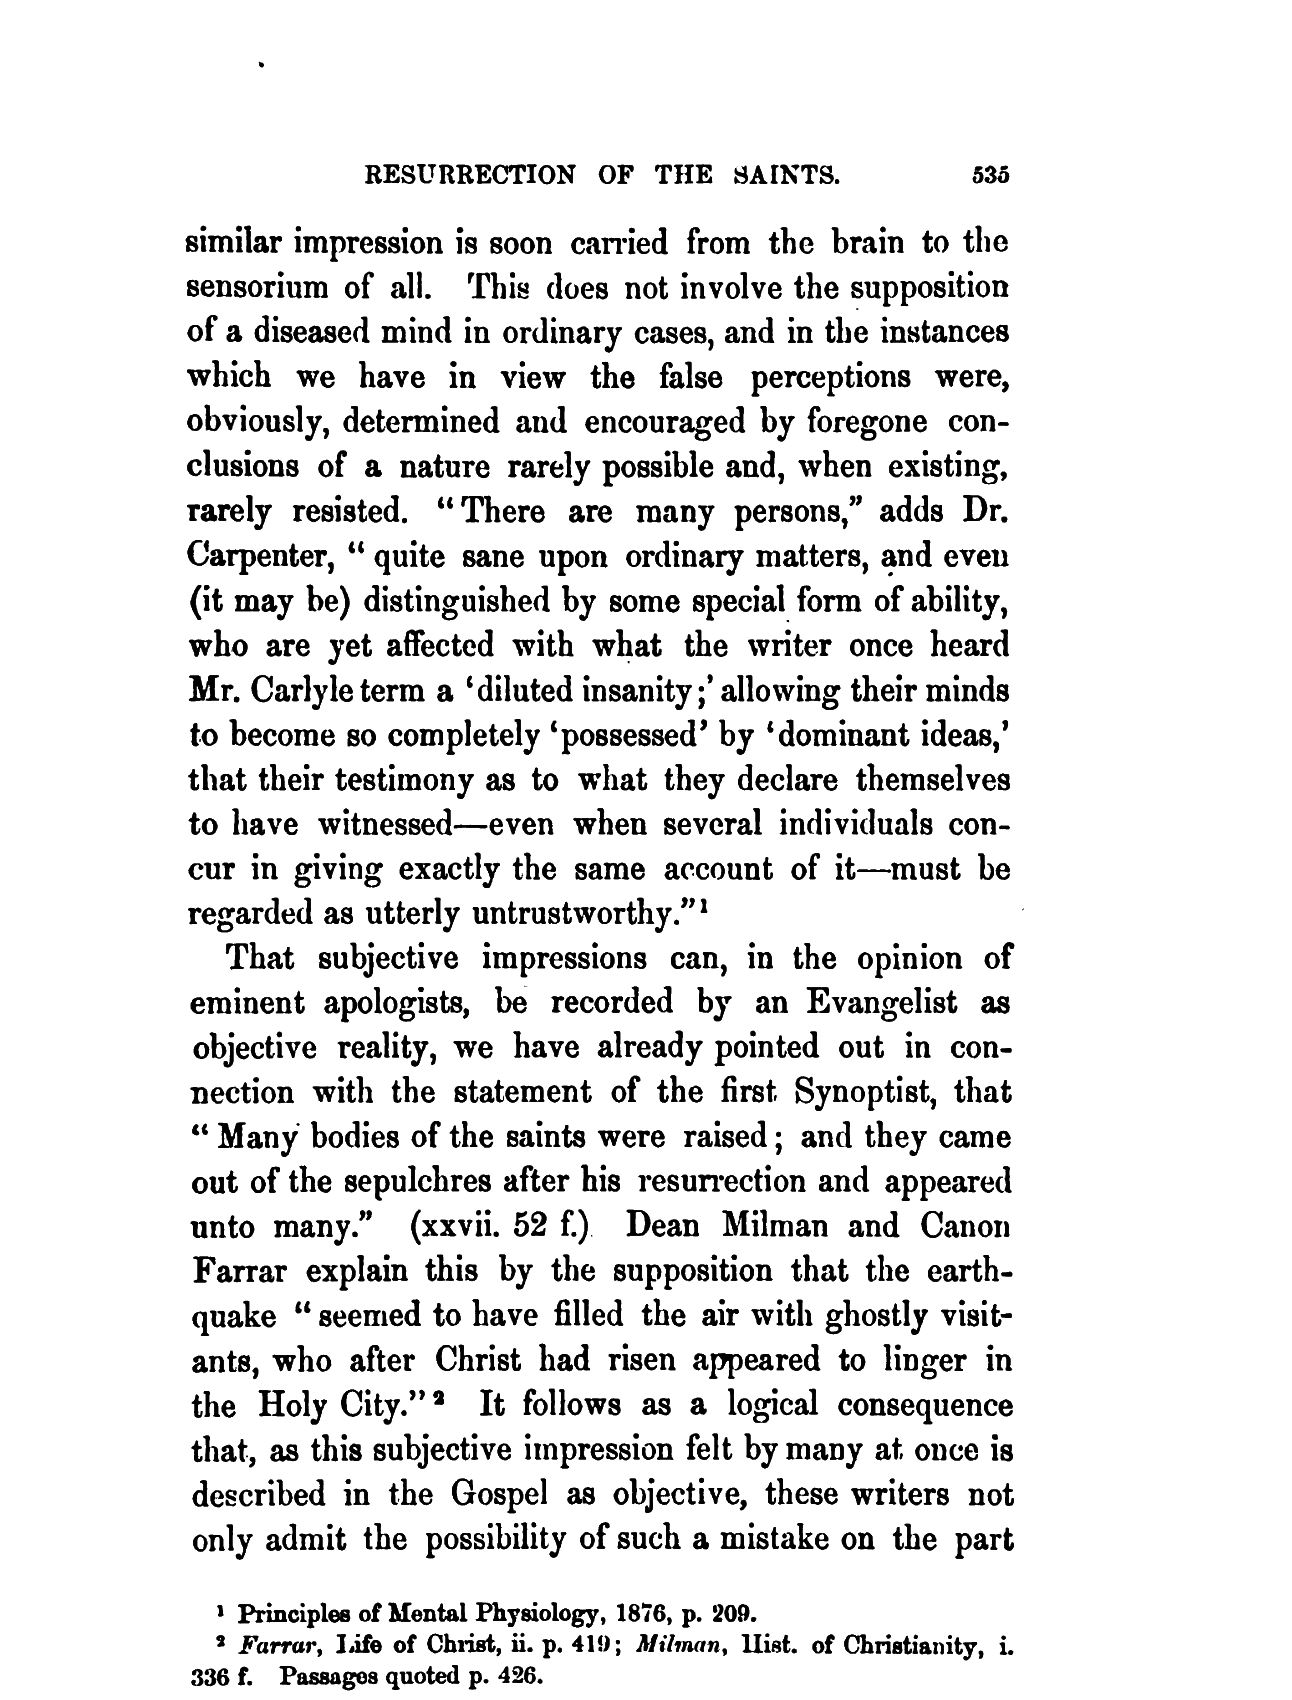 RESURRECTION OF THE SAINTS. 535
similar impression is soon carried from the brain to the
sensorium of all. This does not involve the supposition
of a diseased mind in ordinary cases, and in the instances
which we have in view the false perceptions were,
obviously, determined and encouraged by foregone con-
clusions of a nature rarely possible and, when existing,
rarely resisted. “There are many persons,” adds Dr.
Carpenter, “quite sane upon ordinary matters, and even
(it may be) distinguished by some special form of ability,
who are yet affected with what the writer once heard
Mr. Carlyle term a ‘diluted insanity;’ allowing their minds
to become so completely ‘possessed’ by ‘dominant ideas,’
that their testimony as to what they declare themselves
to have witnessed—even when several individuals con-
cur in giving exactly the same account of it—must be
regarded as utterly untrustworthy.”¹
That subjective impressions can, in the opinion of
eminent apologists, be recorded by an Evangelist as
objective reality, we have already pointed out in con-
nection with the statement of the first Synoptist, that
“Many bodies of the saints were raised; and they came
out of the sepulchres after his resurrection and appeared
unto many.” (xxvii. 52 f.) Dean Milman and Canon
Farrar explain this by the supposition that the earth-
quake “seemed to have filled the air with ghostly visit-
ants, who after Christ had risen appeared to linger in
the Holy City.”² It follows as a logical consequence
that, as this subjective impression felt by many at once is
described in the Gospel as objective, these writers not
only admit the possibility of such a mistake on the part
¹ Principles of Mental Physiology, 1876, p. 209.
² Farrar, Life of Christ, ii. p. 419; Milman, Hist. of Christianity, i.
336 f. Passages quoted p. 426.